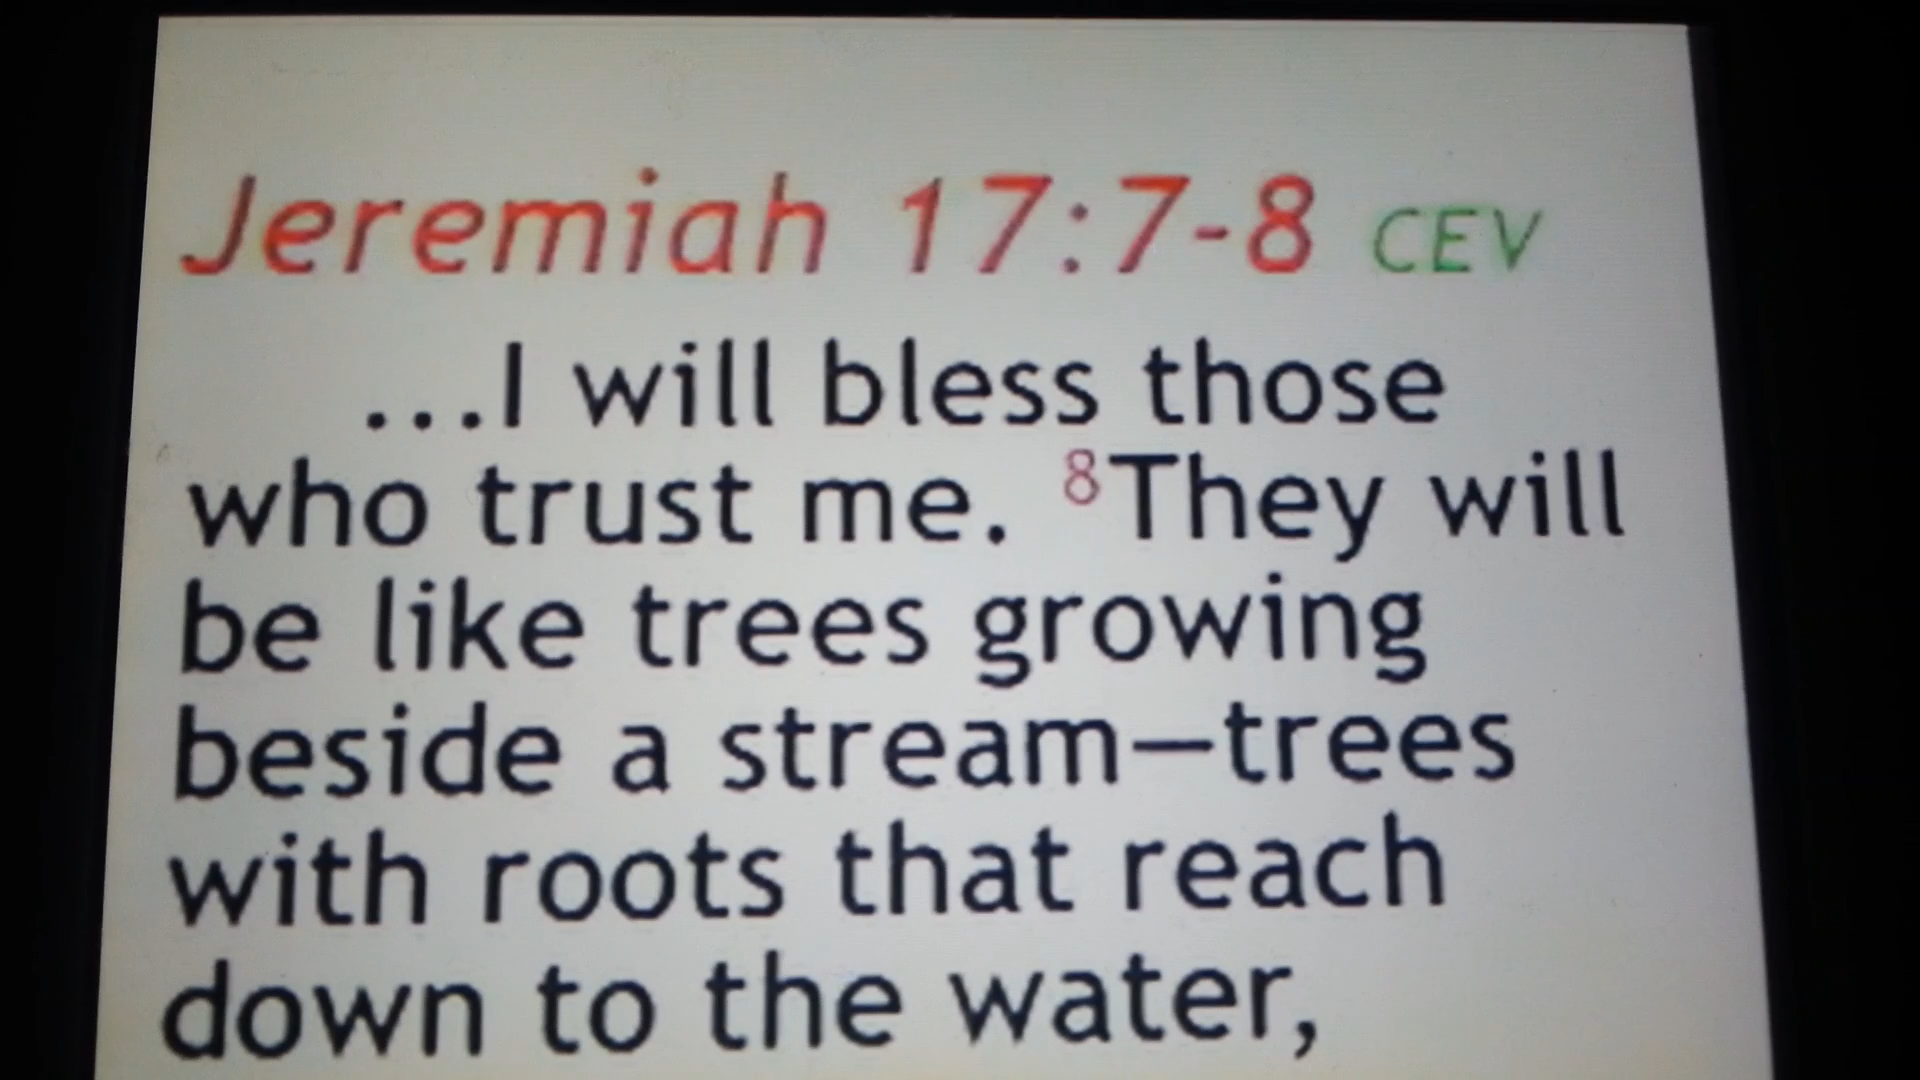 Jeremiah 17:7-8 CEV
...I will bless those
who trust me. 8They will
be like trees growing
beside a stream—trees
with roots that reach
down to the water,